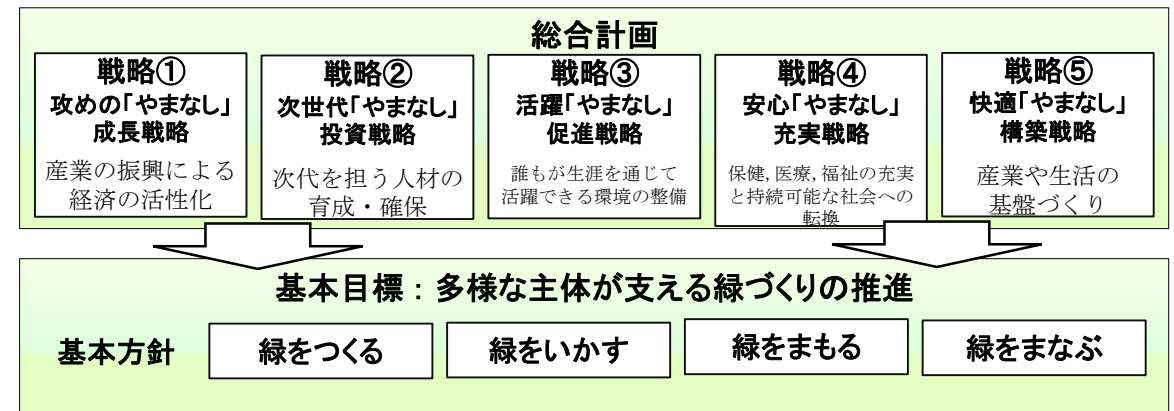 総合計画
戦略①
攻めの「やまなし」
成長戦略
産業の振興による
経済の活性化
戦略②
次世代「やまなし」
投資戦略
次代を担う人材の
育成・確保
戦略③
活躍「やまなし」
促進戦略
誰もが生涯を通じて
活躍できる環境の整備
戦略④
安心「やまなし」
充実戦略
保健,医療,福祉の充実
と持続可能な社会への
転換
戦略⑤
快適「やまなし」
構築戦略
産業や生活の
基盤づくり
基本目標：多様な主体が支える緑づくりの推進
基本方針 緑をつくる 緑をいかす 緑をまもる 緑をまなぶ